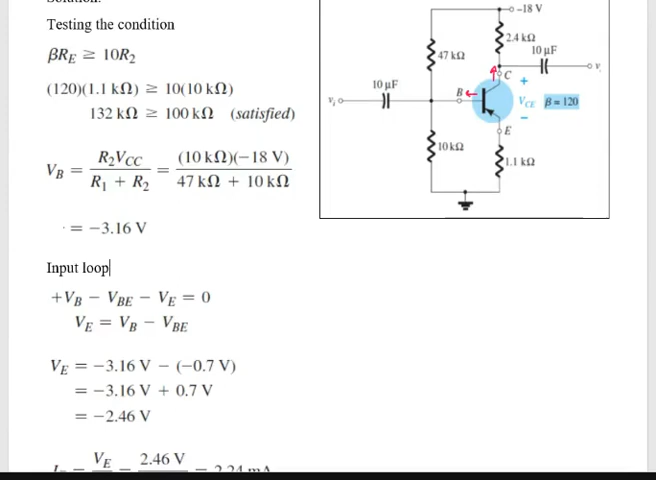 Testing the condition
βR_E ≥ 10R_2
(120)(1.1 kΩ) ≥ 10(10 kΩ)
132 kΩ ≥ 100 kΩ (satisfied)
V_B = R_2V_CC / R_1 + R_2 = (10 kΩ)(−18 V) / 47 kΩ + 10 kΩ
= −3.16 V
Input loop
+V_B − V_BE − V_E = 0
V_E = V_B − V_BE
V_E = −3.16 V − (−0.7 V)
= −3.16 V + 0.7 V
= −2.46 V
V_E 2.46 V
−18 V
2.4 kΩ
47 kΩ
10 μF
C
+
10 μF
B
V_CE β = 120
−
E
10 kΩ
1.1 kΩ